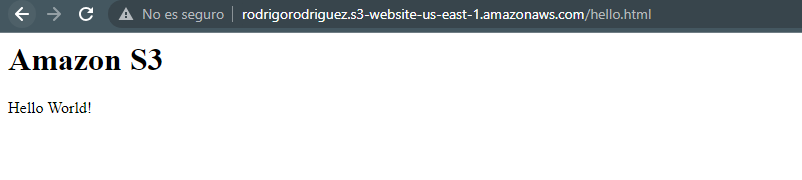 No es seguro | rodrigorodriguez.s3-website-us-east-1.amazonaws.com/hello.html
Amazon S3
Hello World!